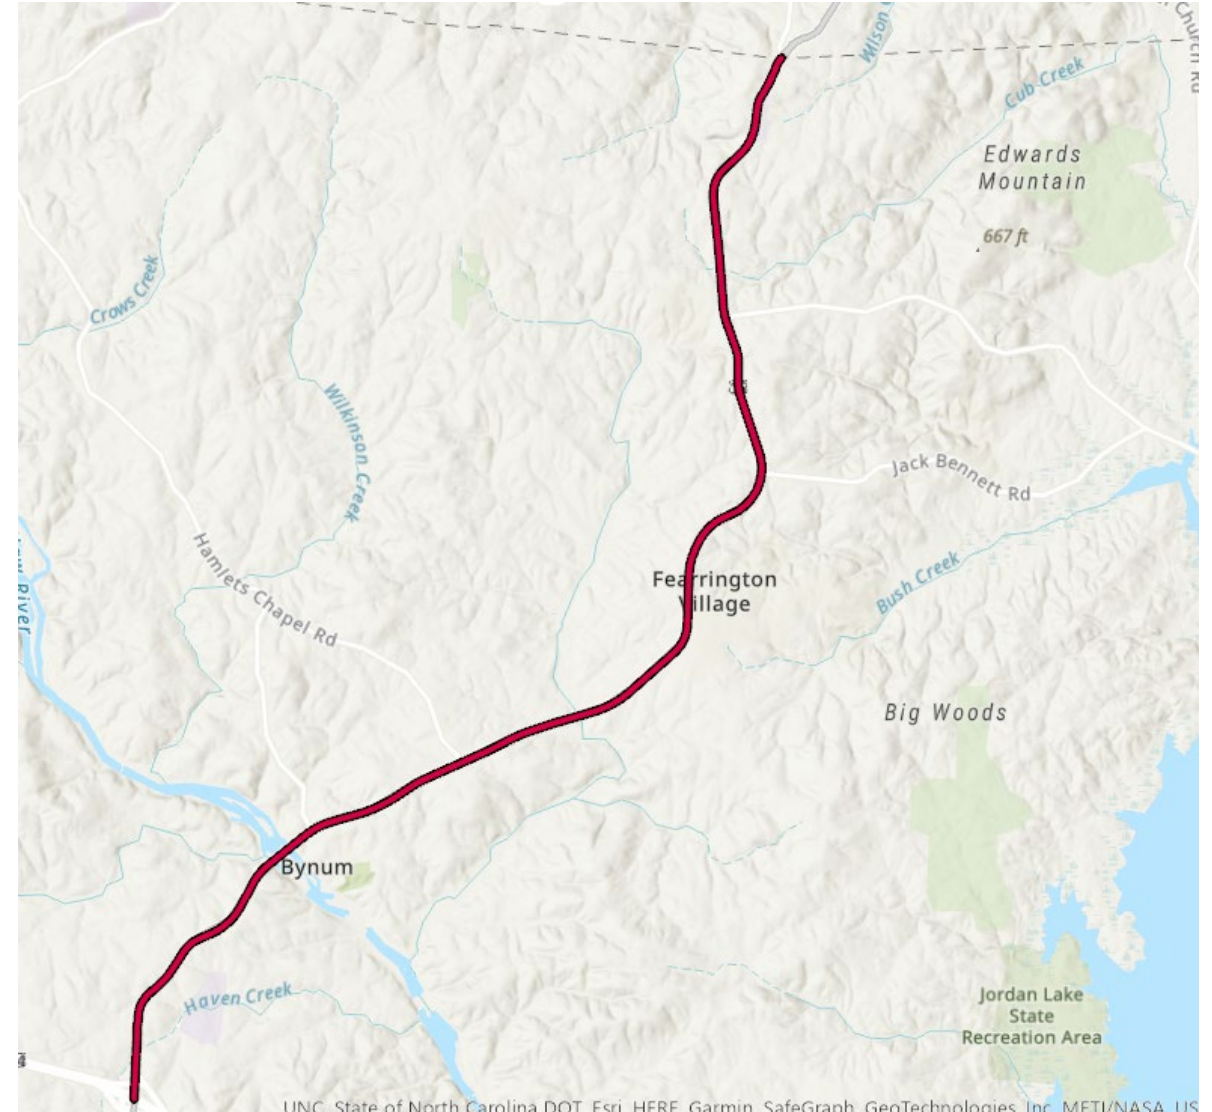 Wilson
Church Rd
Cub Creek
Edwards
Mountain
667 ft
Crows Creek
Wilkinson Creek
Jack Bennett Rd
Hamlets Chapel Rd
River
Fearrington
Village
Bush Creek
Big Woods
Bynum
Haven Creek
Jordan Lake
State
Recreation Area
UNC, State of North Carolina DOT, Esri, HERE, Garmin, SafeGraph, GeoTechnologies, Inc, METI/NASA, US